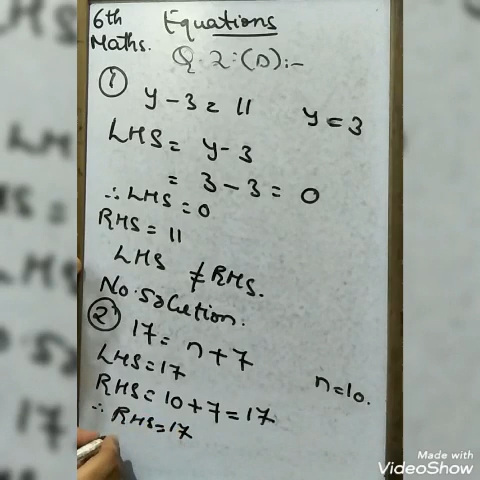 6th Equations
Maths.
Q. 2:(D):-
① y - 3 = 11 y = 3
LHS = y - 3
= 3 - 3 = 0
∴ LHS = 0
RHS = 11
LHS ≠ RHS.
No. solution.
② 17 = n + 7
LHS = 17 n = 10.
RHS = 10 + 7 = 17
∴ RHS = 17
Made with
VideoShow